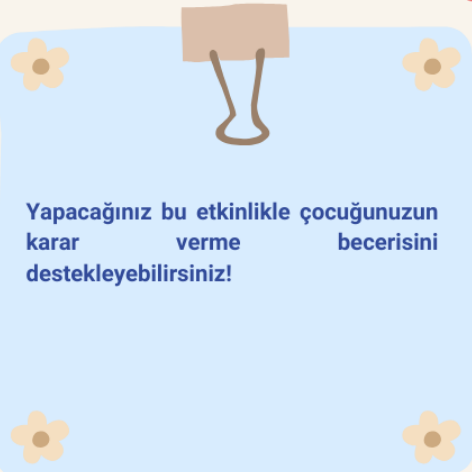 Yapacağınız bu etkinlikle çocuğunuzun
karar verme becerisini
destekleyebilirsiniz!